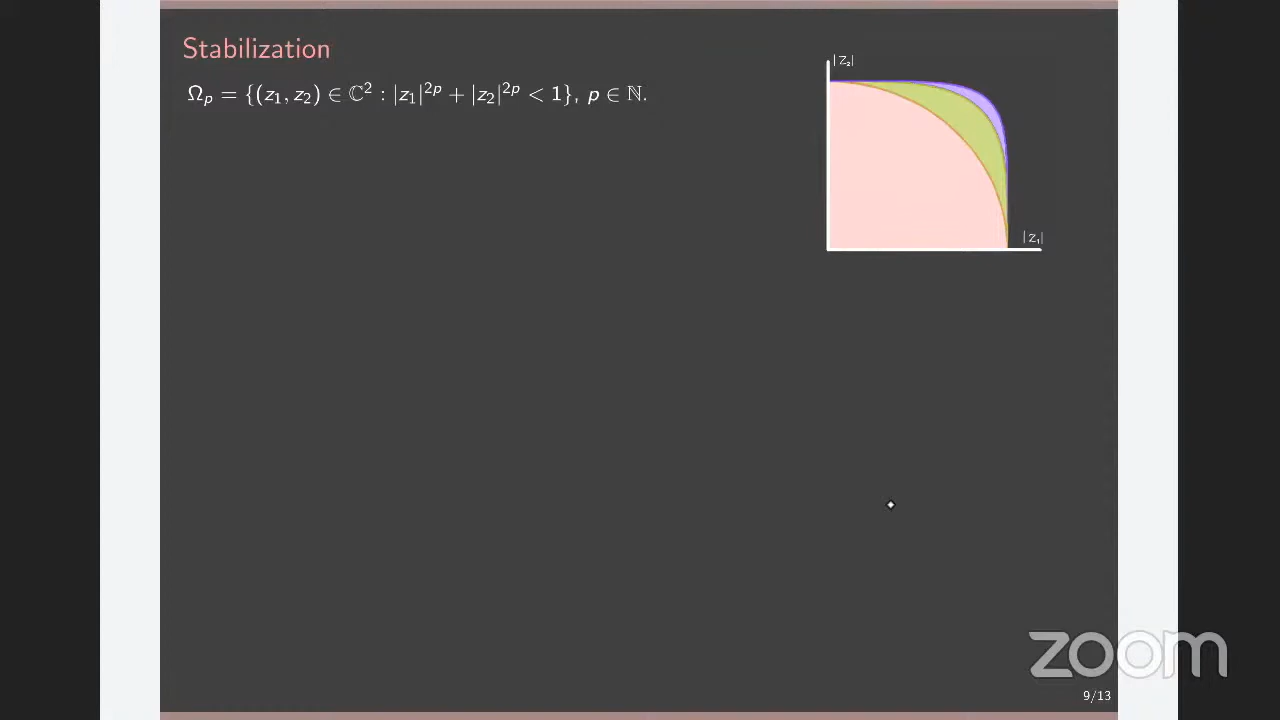 Stabilization
Ωₚ = {(z₁, z₂) ∈ ℂ² : |z₁|²ᵖ + |z₂|²ᵖ < 1}, p ∈ ℕ.
|z₂|
|z₁|
zoom
9/13